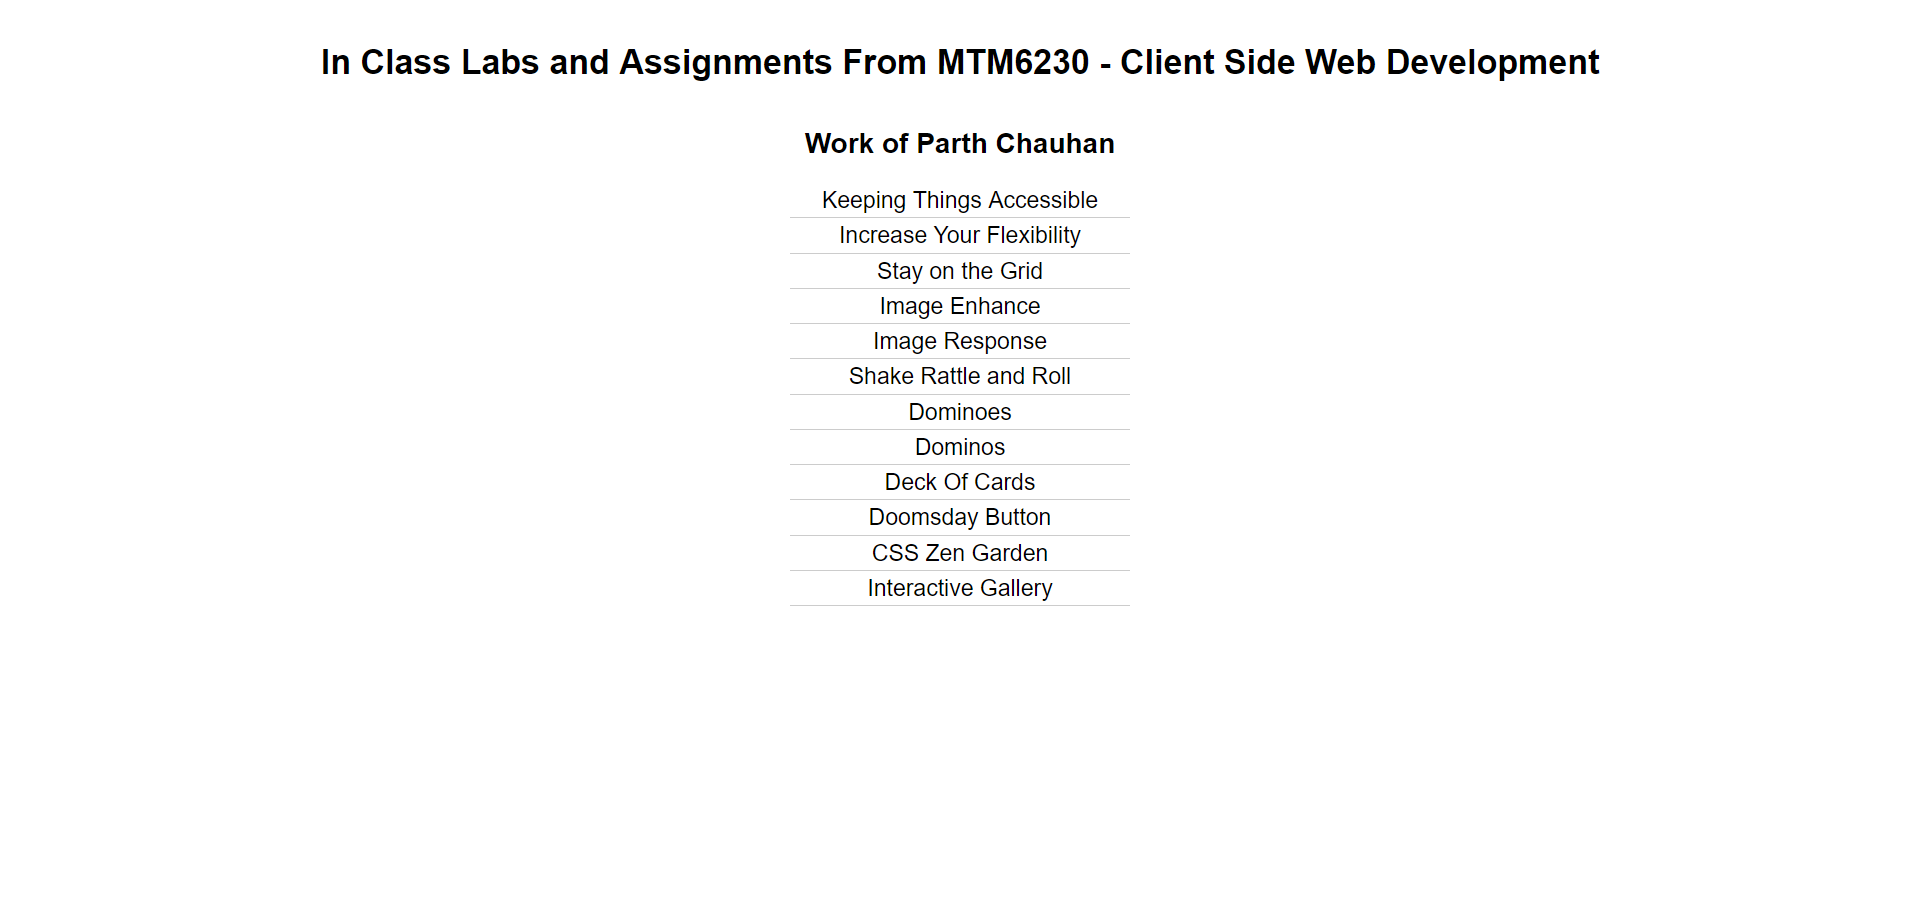 In Class Labs and Assignments From MTM6230 - Client Side Web Development
Work of Parth Chauhan
Keeping Things Accessible
Increase Your Flexibility
Stay on the Grid
Image Enhance
Image Response
Shake Rattle and Roll
Dominoes
Dominos
Deck Of Cards
Doomsday Button
CSS Zen Garden
Interactive Gallery